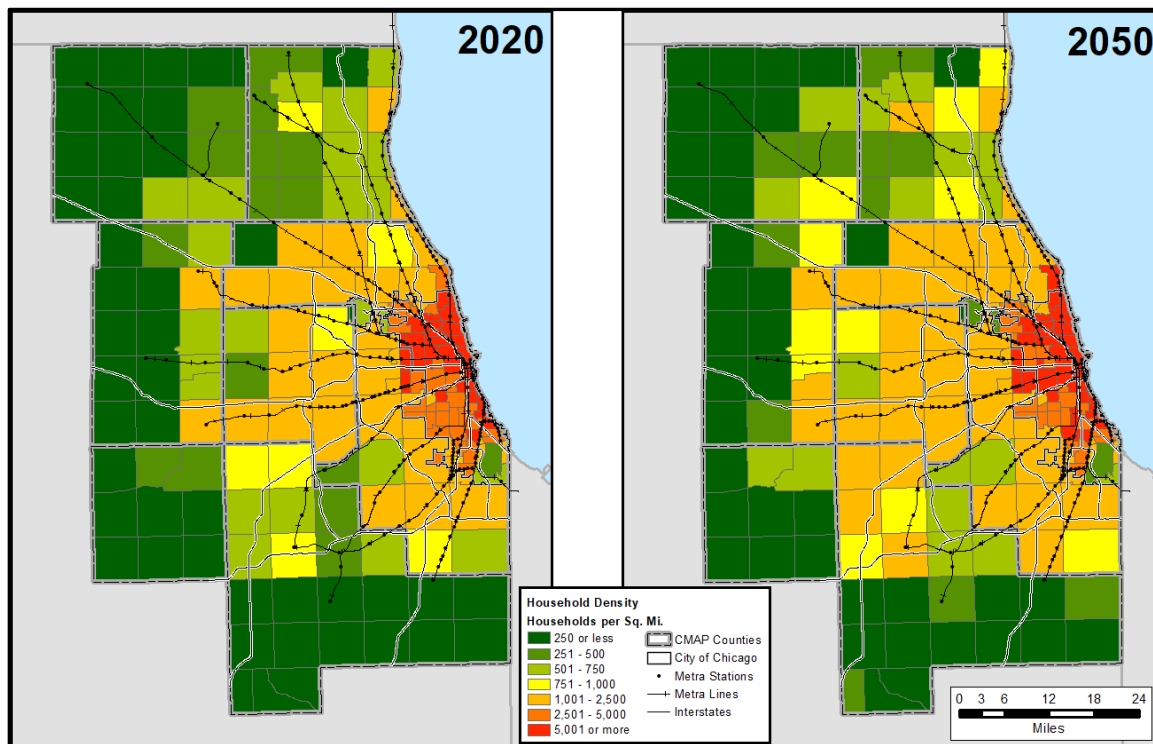 2020
2050
Household Density
Households per Sq. Mi.
250 or less
251 - 500
501 - 750
751 - 1,000
1,001 - 2,500
2,501 - 5,000
5,001 or more
CMAP Counties
City of Chicago
Metra Stations
Metra Lines
Interstates
0 3 6 12 18 24
Miles